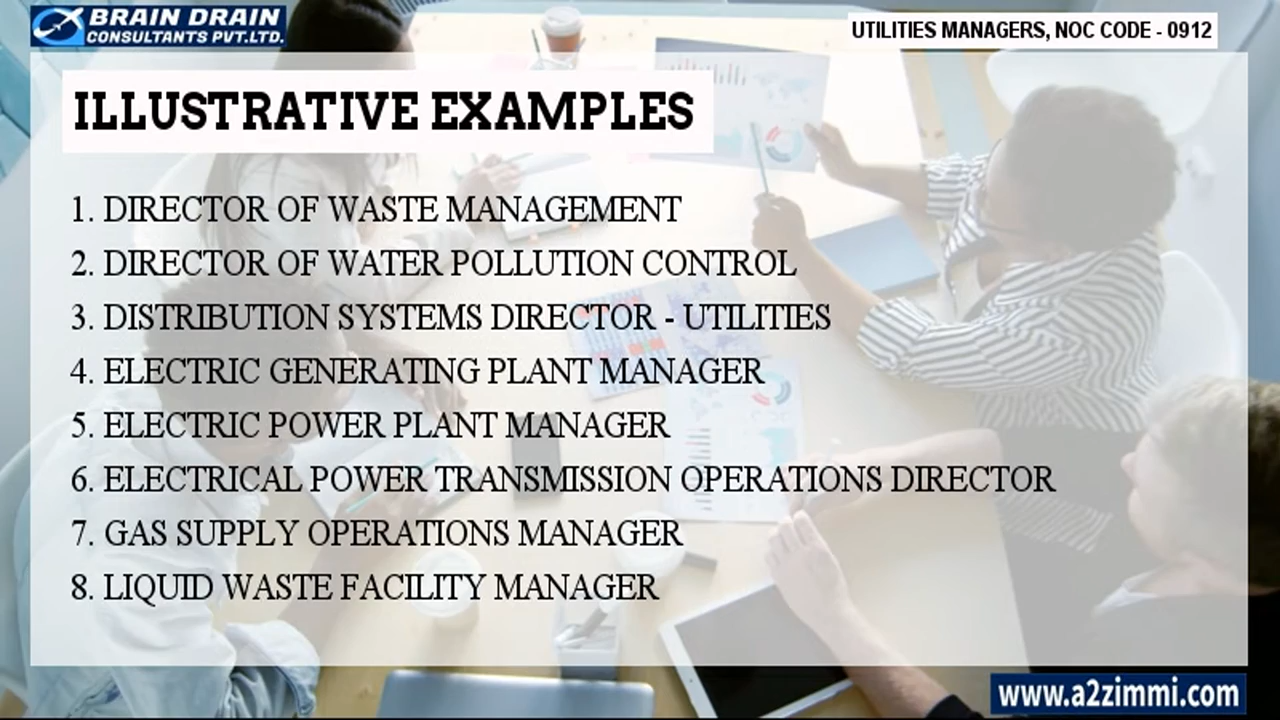 BRAIN DRAIN
CONSULTANTS PVT.LTD.
UTILITIES MANAGERS, NOC CODE - 0912
ILLUSTRATIVE EXAMPLES
1. DIRECTOR OF WASTE MANAGEMENT
2. DIRECTOR OF WATER POLLUTION CONTROL
3. DISTRIBUTION SYSTEMS DIRECTOR - UTILITIES
4. ELECTRIC GENERATING PLANT MANAGER
5. ELECTRIC POWER PLANT MANAGER
6. ELECTRICAL POWER TRANSMISSION OPERATIONS DIRECTOR
7. GAS SUPPLY OPERATIONS MANAGER
8. LIQUID WASTE FACILITY MANAGER
www.a2zimmi.com